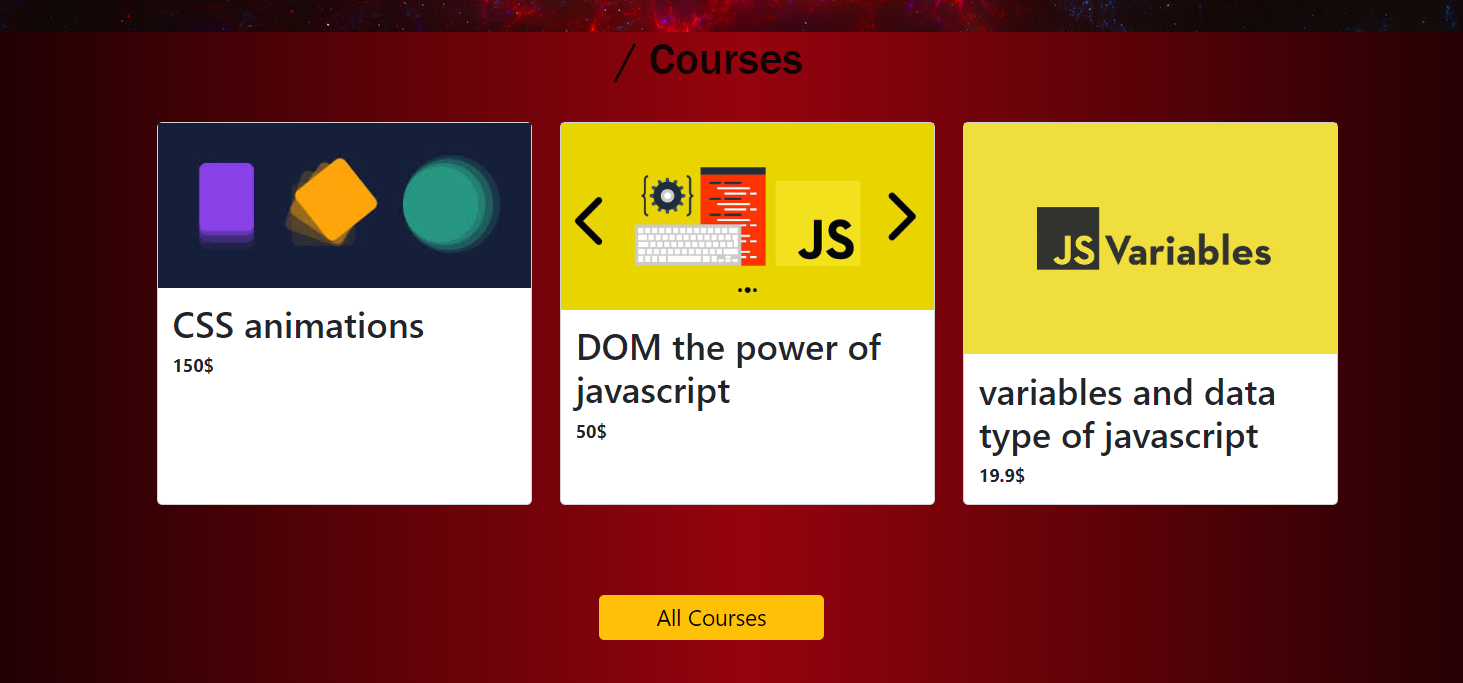 / Courses
JS
JS Variables
CSS animations
150$
DOM the power of
javascript
50$
variables and data
type of javascript
19.9$
All Courses